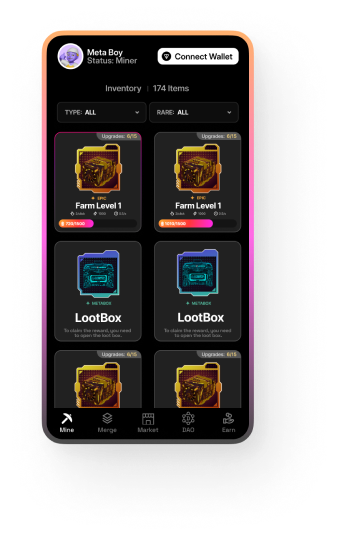 Meta Boy
Status: Miner
Connect Wallet
Inventory | 174 Items
TYPE: ALL
RARE: ALL
Upgrades: 6/15
Upgrades: 6/15
EPIC
EPIC
Farm Level 1
Farm Level 1
METABOX
METABOX
LootBox
LootBox
To claim the reward, you need
to open the loot box.
To claim the reward, you need
to open the loot box.
Upgrades: 6/15
Upgrades: 6/15
Mine
Merge
Market
DAO
Earn